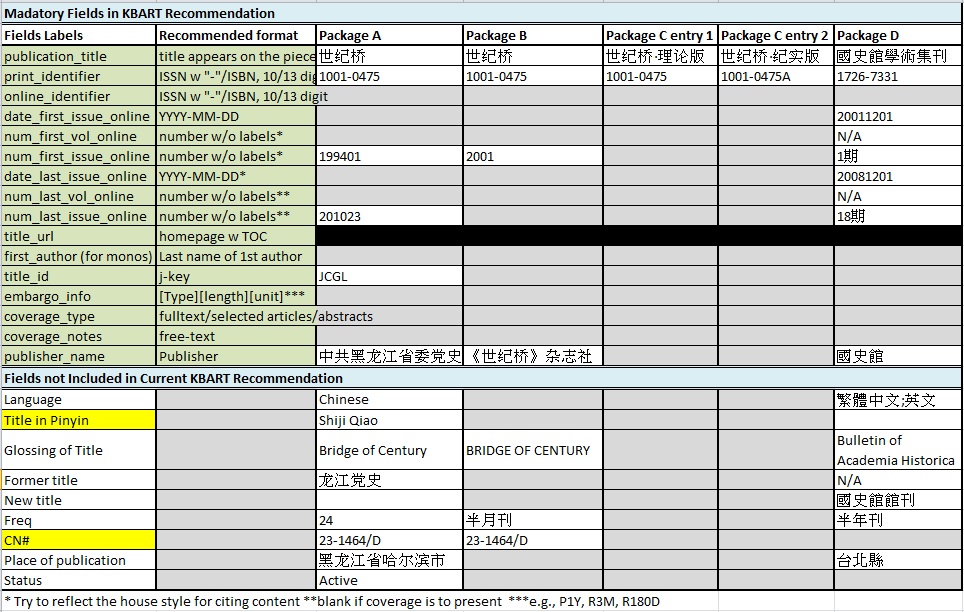 Madatory Fields in KBART Recommendation
Fields Labels Recommended format Package A Package B Package C entry 1 Package C entry 2 Package D
publication_title title appears on the piece 世纪桥 世纪桥 世纪桥·理论版 世纪桥·纪实版 國史館學術集刊
print_identifier ISSN w "-"/ISBN, 10/13 digit 1001-0475 1001-0475 1001-0475 1001-0475A 1726-7331
online_identifier ISSN w "-"/ISBN, 10/13 digit
date_first_issue_online YYYY-MM-DD 20011201
num_first_vol_online number w/o labels* N/A
num_first_issue_online number w/o labels* 199401 2001 1期
date_last_issue_online YYYY-MM-DD* 20081201
num_last_vol_online number w/o labels** N/A
num_last_issue_online number w/o labels** 201023 18期
title_url homepage w TOC
first_author (for monos) Last name of 1st author
title_id j-key JCGL
embargo_info [Type][length][unit]***
coverage_type fulltext/selected articles/abstracts
coverage_notes free-text
publisher_name Publisher 中共黑龙江省委党史 《世纪桥》杂志社 國史館
Fields not Included in Current KBART Recommendation
Language Chinese 繁體中文;英文
Title in Pinyin Shiji Qiao
Glossing of Title Bridge of Century BRIDGE OF CENTURY Bulletin of
Academia Historica
Former title 龙江党史 N/A
New title 國史館館刊
Freq 24 半月刊 半年刊
CN# 23-1464/D 23-1464/D
Place of publication 黑龙江省哈尔滨市 台北縣
Status Active
* Try to reflect the house style for citing content **blank if coverage is to present ***e.g., P1Y, R3M, R180D